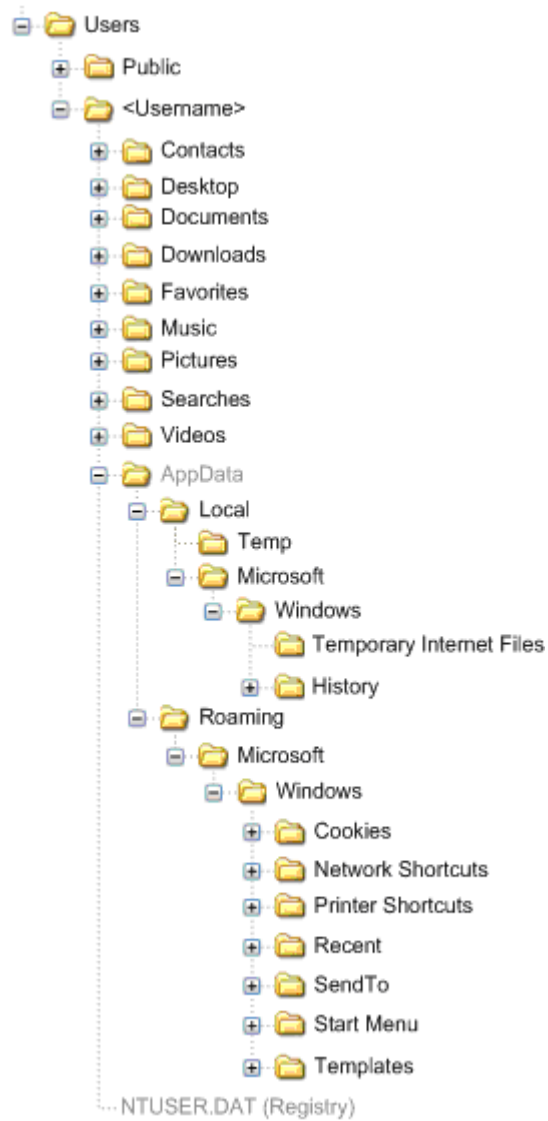 Users
Public
<Username>
Contacts
Desktop
Documents
Downloads
Favorites
Music
Pictures
Searches
Videos
AppData
Local
Temp
Microsoft
Windows
Temporary Internet Files
History
Roaming
Microsoft
Windows
Cookies
Network Shortcuts
Printer Shortcuts
Recent
SendTo
Start Menu
Templates
NTUSER.DAT (Registry)